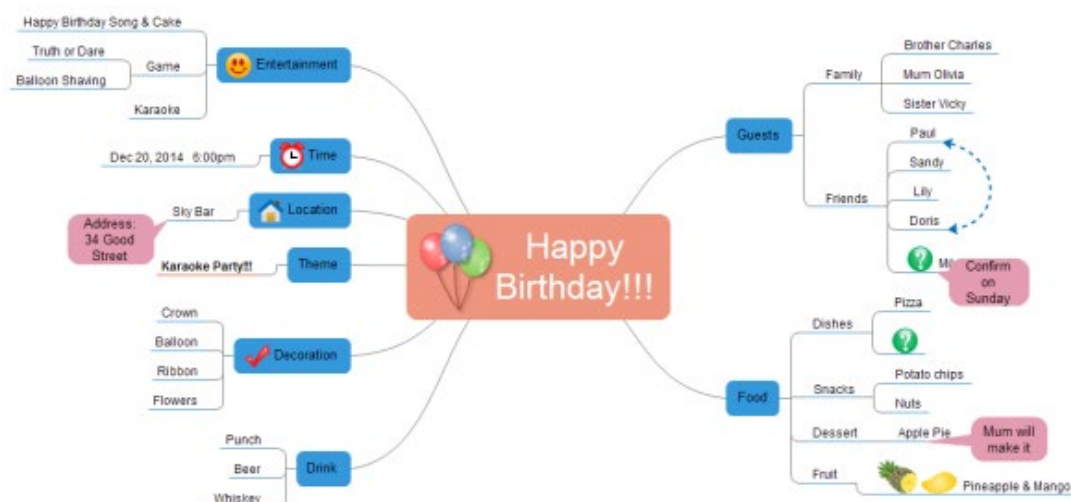 Happy
Birthday!!!
Entertainment
Happy Birthday Song & Cake
Game
Truth or Dare
Balloon Shaving
Karaoke
Time
Dec 20, 2014 6:00pm
Location
Sky Bar
Address:
34 Good
Street
Theme
Karaoke Party!!!
Decoration
Crown
Balloon
Ribbon
Flowers
Drink
Punch
Beer
Whiskey
Guests
Family
Brother Charles
Mum Olivia
Sister Vicky
Friends
Paul
Sandy
Lily
Doris
Confirm
on
Sunday
Food
Dishes
Pizza
Snacks
Potato chips
Nuts
Dessert
Apple Pie
Mum will
make it
Fruit
Pineapple & Mango